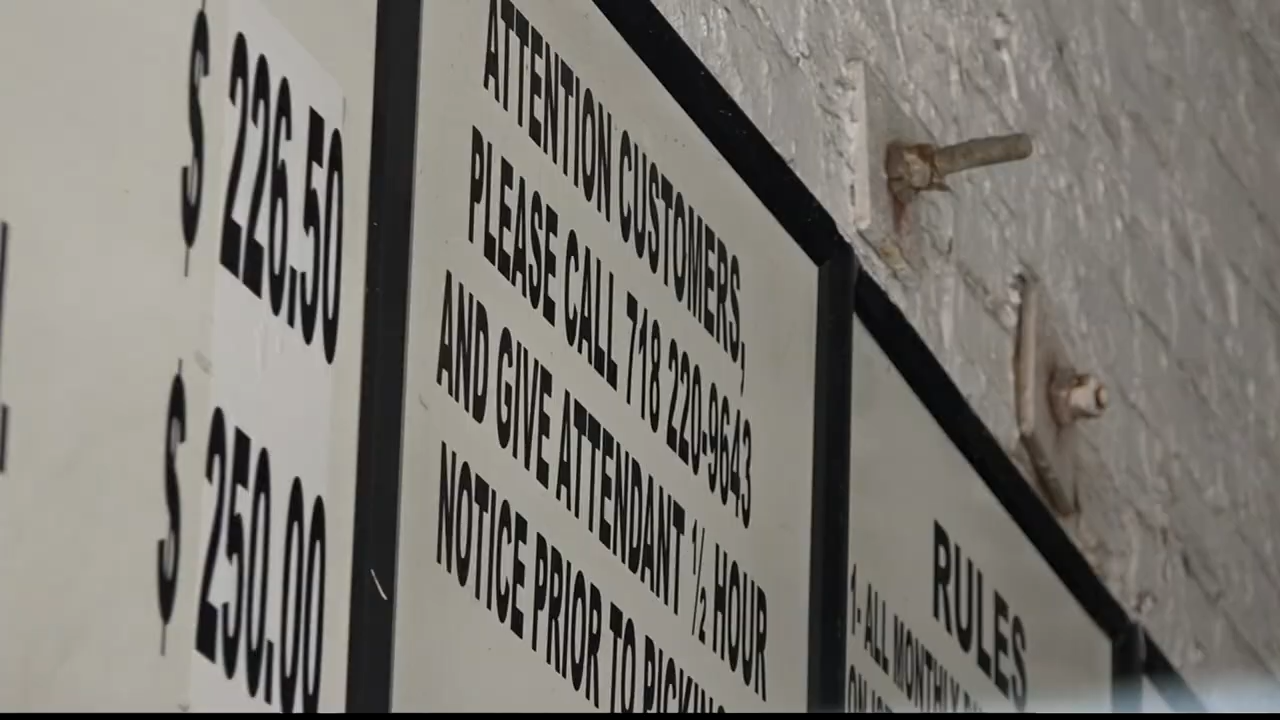 $ 226.50
$ 250.00
ATTENTION CUSTOMERS,
PLEASE CALL 718 220-9643
AND GIVE ATTENDANT ½ HOUR
NOTICE PRIOR TO
RULES
1- ALL MONTHLY